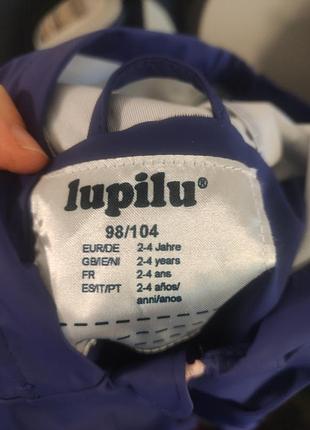 lupilu®
98/104
EUR/DE 2-4 Jahre
GB/IE/NI 2-4 years
FR 2-4 ans
ES/IT/PT 2-4 años/
anni/anos